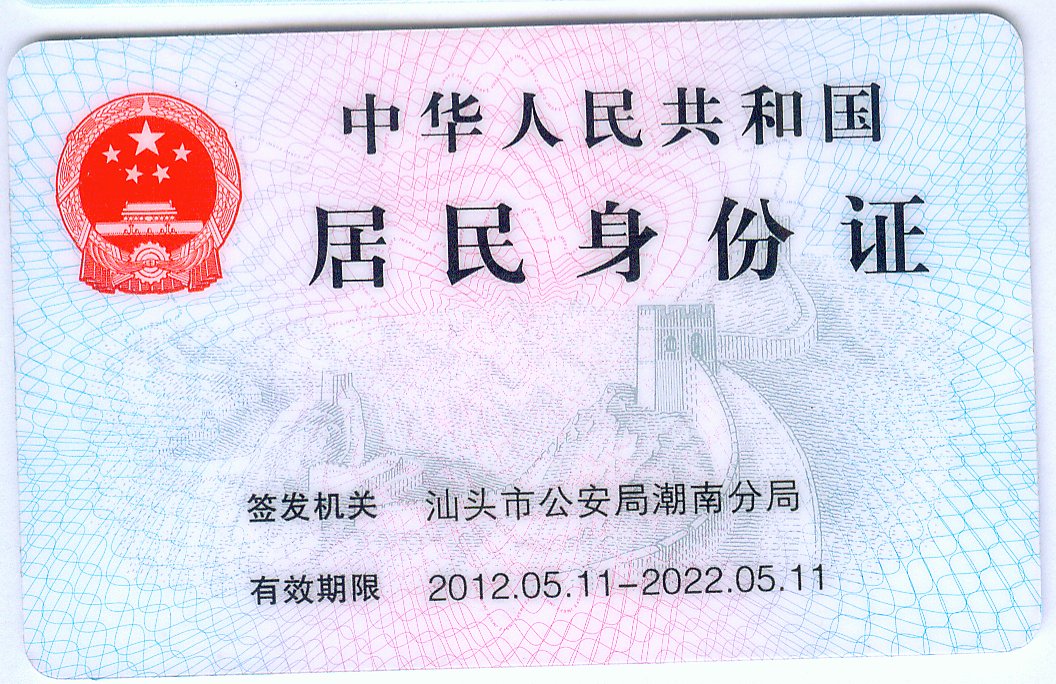 中华人民共和国
居民身份证
签发机关 汕头市公安局潮南分局
有效期限 2012.05.11-2022.05.11